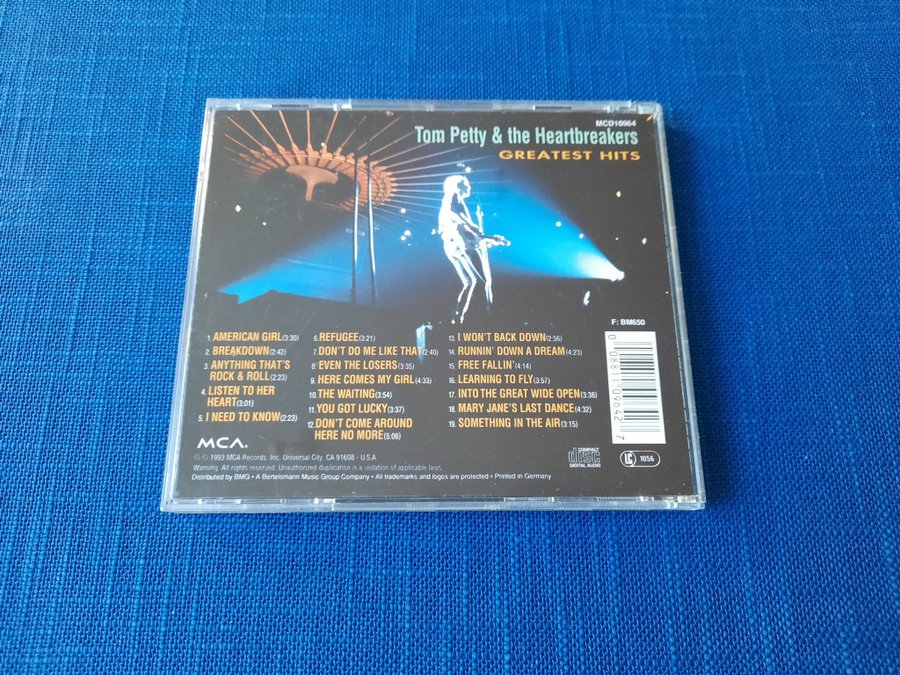 MCD10964
Tom Petty & the Heartbreakers
GREATEST HITS
F: BM650
1. AMERICAN GIRL(3:30)
2. BREAKDOWN(2:42)
3. ANYTHING THAT'S
ROCK & ROLL(2:23)
4. LISTEN TO HER
HEART(3:01)
5. I NEED TO KNOW(2:23)
6. REFUGEE(3:21)
7. DON'T DO ME LIKE THAT(2:40)
8. EVEN THE LOSERS(3:35)
9. HERE COMES MY GIRL(4:33)
10. THE WAITING(3:54)
11. YOU GOT LUCKY(3:37)
12. DON'T COME AROUND
HERE NO MORE(5:06)
13. I WON'T BACK DOWN(2:56)
14. RUNNIN' DOWN A DREAM(4:23)
15. FREE FALLIN'(4:14)
16. LEARNING TO FLY(3:57)
17. INTO THE GREAT WIDE OPEN(3:38)
18. MARY JANE'S LAST DANCE(4:32)
19. SOMETHING IN THE AIR(3:15)
0 08811 09642 7
MCA.
℗ © 1993 MCA Records, Inc. Universal City, CA 91608 - U.S.A.
Warning. All rights reserved. Unauthorized duplication is a violation of applicable laws.
Distributed by BMG • A Bertelsmann Music Group Company • All trademarks and logos are protected • Printed in Germany
COMPACT
disc
DIGITAL AUDIO
LC 1056